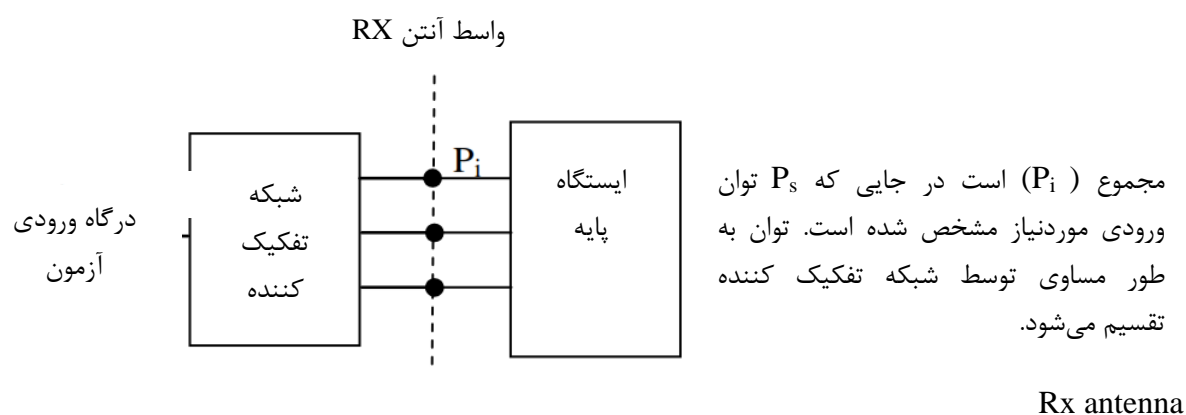 واسط آنتن RX
درگاه ورودی
آزمون
شبکه
تفکیک
کننده
Pi
ایستگاه
پایه
مجموع ( Pi) است در جایی که Ps توان
ورودی موردنیاز مشخص شده است. توان به
طور مساوی توسط شبکه تفکیک کننده
تقسیم می‌شود.
Rx antenna